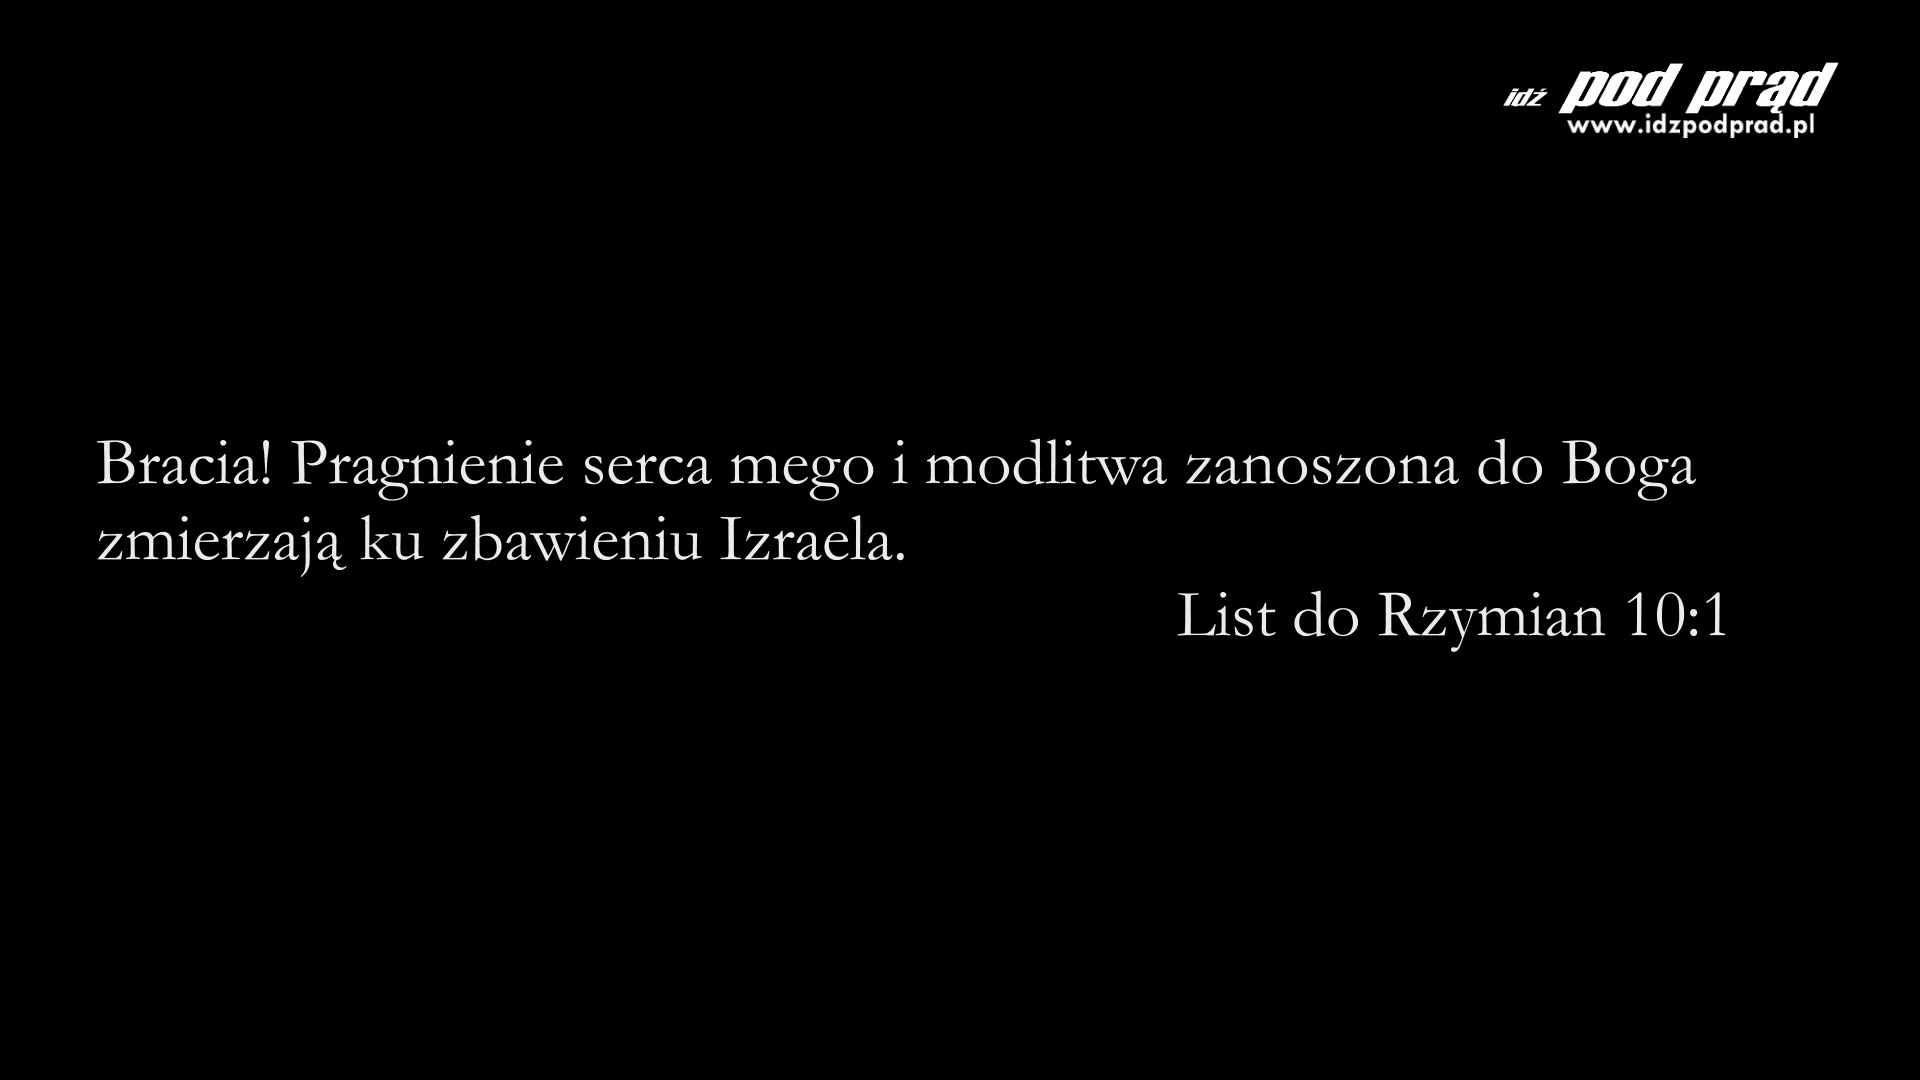 idź pod prąd
www.idzpodprad.pl
Bracia! Pragnienie serca mego i modlitwa zanoszona do Boga
zmierzają ku zbawieniu Izraela.
List do Rzymian 10:1